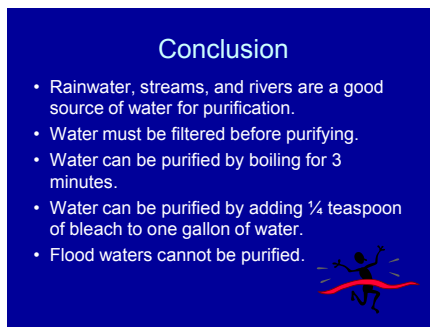 Conclusion
• Rainwater, streams, and rivers are a good
source of water for purification.
• Water must be filtered before purifying.
• Water can be purified by boiling for 3
minutes.
• Water can be purified by adding ¼ teaspoon
of bleach to one gallon of water.
• Flood waters cannot be purified.